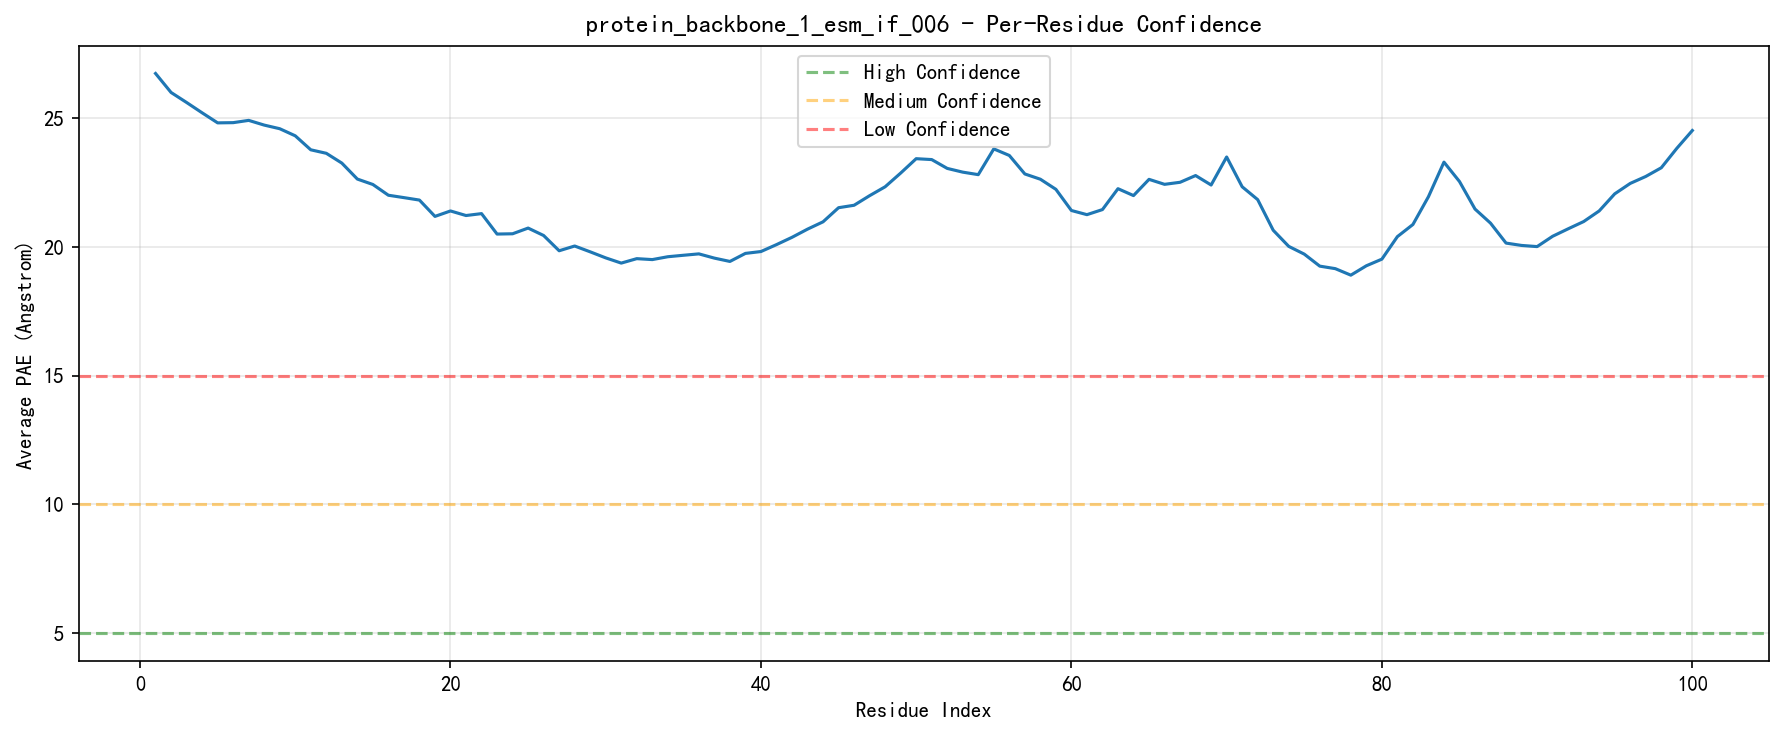 protein_backbone_1_esm_if_006 - Per-Residue Confidence
High Confidence
Medium Confidence
Low Confidence
Average PAE (Angstrom)
25
20
15
10
5
0 20 40 60 80 100
Residue Index